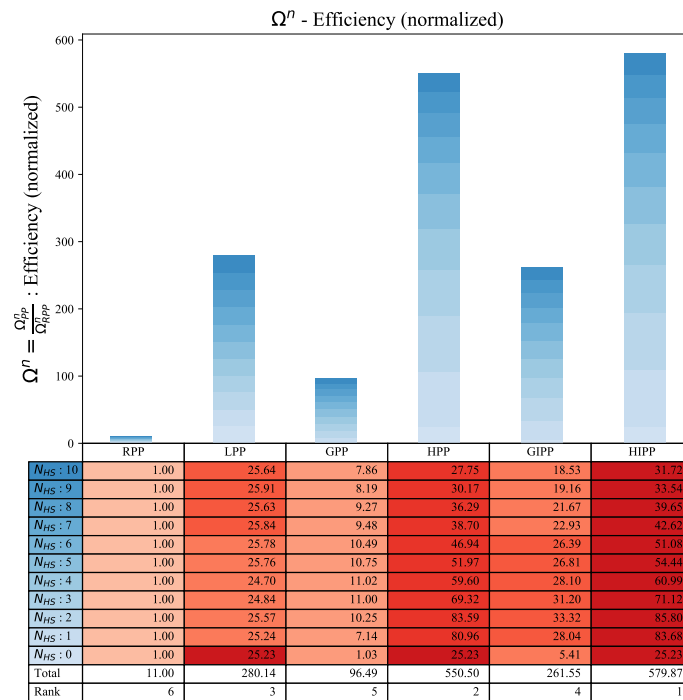 Ωⁿ - Efficiency (normalized)
600
500
400
300
200
100
0
Ωⁿ = Ωⁿ_PP / Ωⁿ_RPP : Efficiency (normalized)
RPP LPP GPP HPP GIPP HIPP
N_HS : 10 1.00 25.64 7.86 27.75 18.53 31.72
N_HS : 9 1.00 25.91 8.19 30.17 19.16 33.54
N_HS : 8 1.00 25.63 9.27 36.29 21.67 39.65
N_HS : 7 1.00 25.84 9.48 38.70 22.93 42.62
N_HS : 6 1.00 25.78 10.49 46.94 26.39 51.08
N_HS : 5 1.00 25.76 10.75 51.97 26.81 54.44
N_HS : 4 1.00 24.70 11.02 59.60 28.10 60.99
N_HS : 3 1.00 24.84 11.00 69.32 31.20 71.12
N_HS : 2 1.00 25.57 10.25 83.59 33.32 85.80
N_HS : 1 1.00 25.24 7.14 80.96 28.04 83.68
N_HS : 0 1.00 25.23 1.03 25.23 5.41 25.23
Total 11.00 280.14 96.49 550.50 261.55 579.87
Rank 6 3 5 2 4 1